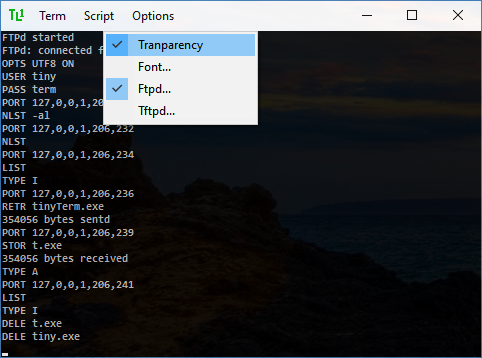 TL1 Term Script Options
FTPd started
Tranparency
FTPd: connected f
Font...
OPTS UTF8 ON
USER tiny
Ftpd...
PASS term
Tftpd...
PORT 127,0,0,1,20
NLST -al
PORT 127,0,0,1,206,232
NLST
PORT 127,0,0,1,206,234
LIST
TYPE I
PORT 127,0,0,1,206,236
RETR tinyTerm.exe
354056 bytes sentd
PORT 127,0,0,1,206,239
STOR t.exe
354056 bytes received
TYPE A
PORT 127,0,0,1,206,241
LIST
TYPE I
DELE t.exe
DELE tiny.exe